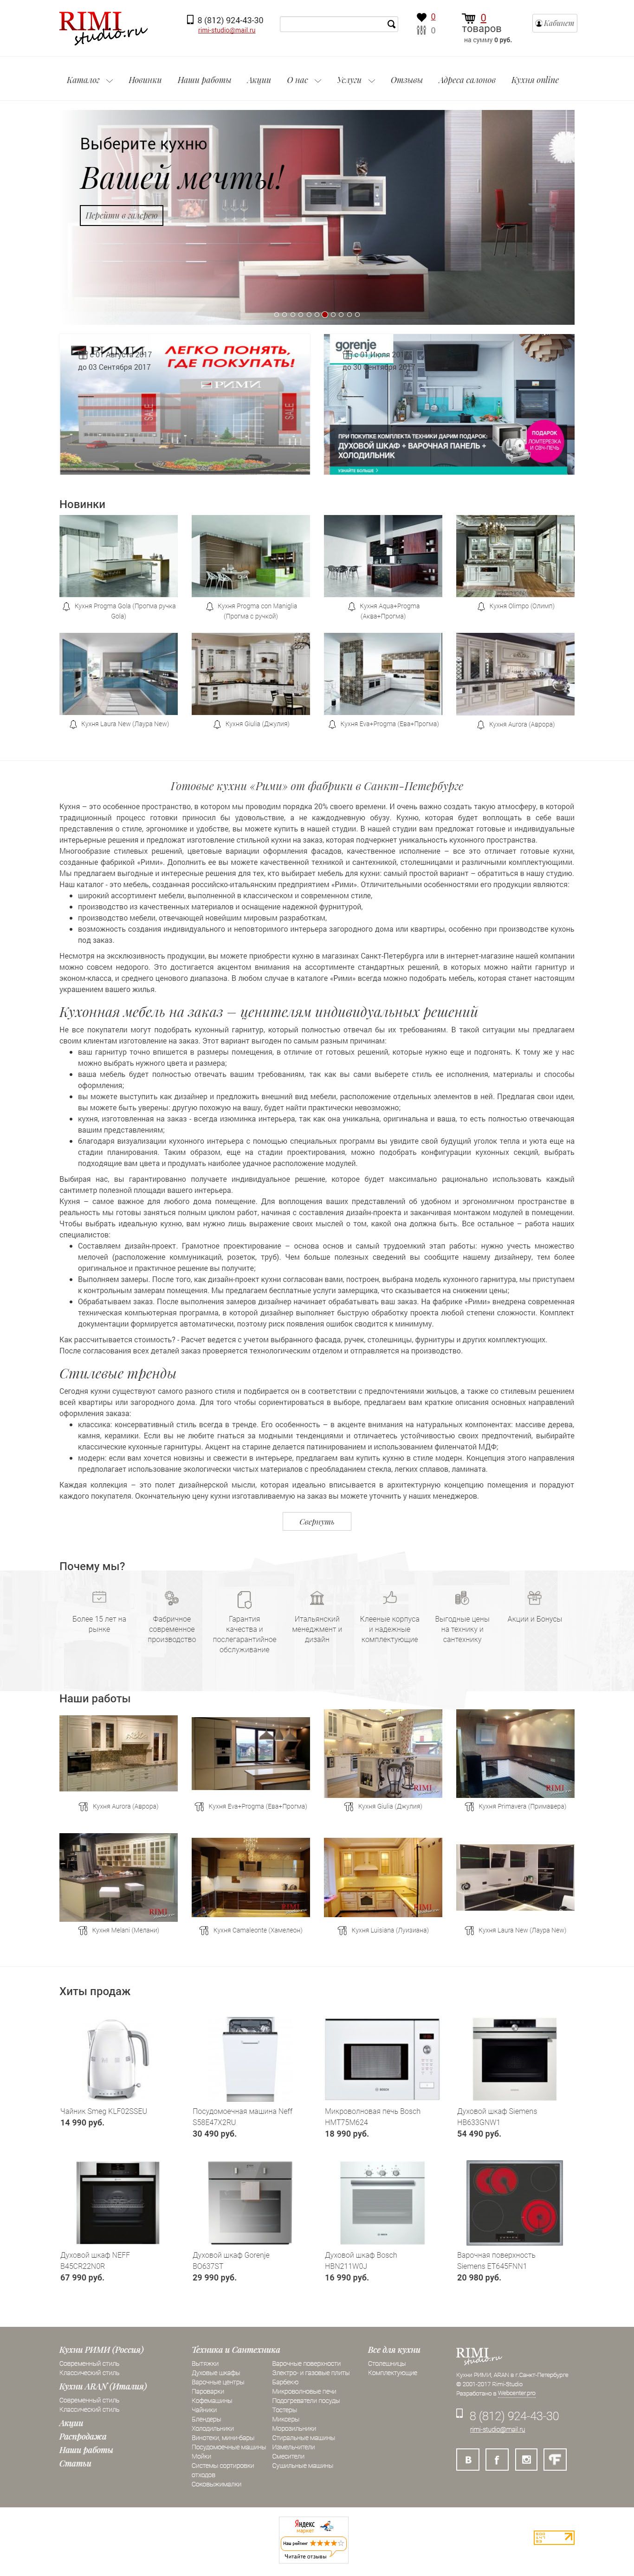 RIMI
studio.ru
8 (812) 924-43-30
rimi-studio@mail.ru
0
0
0
товаров
на сумму 0 руб.
Кабинет
Каталог Новинки Наши работы Акции О нас Услуги Отзывы Адреса салонов Кухня online
Выберите кухню
Вашей мечты!
Перейти в галерею
с 01 Августа 2017
до 03 Сентября 2017
РИМИ ЛЕГКО ПОНЯТЬ,
ГДЕ ПОКУПАТЬ!
РИМИ
SALE
SALE
gorenje
с 01 Июля 2017
до 30 Сентября 2017
ПРИ ПОКУПКЕ КОМПЛЕКТА ТЕХНИКИ ДАРИМ ПОДАРОК:
ДУХОВОЙ ШКАФ + ВАРОЧНАЯ ПАНЕЛЬ +
ХОЛОДИЛЬНИК
УЗНАЙТЕ БОЛЬШЕ
ПОДАРОК
ЛОМТЕРЕЗКА
И СВЧ-ПЕЧЬ
Новинки
Кухня Progma Gola (Прогма ручка
Gola)
Кухня Progma con Maniglia
(Прогма с ручкой)
Кухня Aqua+Progma
(Аква+Прогма)
Кухня Olimpo (Олимп)
Кухня Laura New (Лаура New)
Кухня Giulia (Джулия)
Кухня Eva+Progma (Ева+Прогма)
Кухня Aurora (Аврора)
Готовые кухни «Рими» от фабрики в Санкт-Петербурге
Кухня – это особенное пространство, в котором мы проводим порядка 20% своего времени. И очень важно создать такую атмосферу, в которой
традиционный процесс готовки приносил бы удовольствие, а не каждодневную обузу. Кухню, которая будет воплощать в себе ваши
представления о стиле, эргономике и удобстве, вы можете купить в нашей студии. В нашей студии вам предложат готовые и индивидуальные
интерьерные решения и предложат изготовление стильной кухни на заказ, которая подчеркнет уникальность кухонного пространства.
Многообразие стилевых решений, цветовые вариации оформления фасадов, качественное исполнение – все это отличает готовые кухни,
созданные фабрикой «Рими». Дополнить ее вы можете качественной техникой и сантехникой, столешницами и различными комплектующими.
Мы предлагаем выгодные и интересные решения для тех, кто выбирает мебель для кухни: самый простой вариант – обратиться в нашу студию.
Наш каталог - это мебель, созданная российско-итальянским предприятием «Рими». Отличительными особенностями его продукции являются:
широкий ассортимент мебели, выполненной в классическом и современном стиле,
производство из качественных материалов и оснащение надежной фурнитурой,
производство мебели, отвечающей новейшим мировым разработкам,
возможность создания индивидуального и неповторимого интерьера загородного дома или квартиры, особенно при производстве кухонь
под заказ.
Несмотря на эксклюзивность продукции, вы можете приобрести кухню в магазинах Санкт-Петербурга или в интернет-магазине нашей компании
можно совсем недорого. Это достигается акцентом внимания на ассортименте стандартных решений, в которых можно найти гарнитур и
эконом-класса, и среднего ценового диапазона. В любом случае в каталоге «Рими» всегда можно подобрать мебель, которая станет настоящим
украшением вашего жилья.
Кухонная мебель на заказ – ценителям индивидуальных решений
Не все покупатели могут подобрать кухонный гарнитур, который полностью отвечал бы их требованиям. В такой ситуации мы предлагаем
своим клиентам изготовление на заказ. Этот вариант выгоден по самым разным причинам:
ваш гарнитур точно впишется в размеры помещения, в отличие от готовых решений, которые нужно еще и подгонять. К тому же у нас
можно выбрать нужного цвета и размера;
ваша мебель будет полностью отвечать вашим требованиям, так как вы сами выберете стиль ее исполнения, материалы и способы
оформления;
вы можете выступить как дизайнер и предложить внешний вид мебели, расположение отдельных элементов в ней. Предлагая свои идеи,
вы можете быть уверены: другую похожую на вашу, будет найти практически невозможно;
кухня, изготовленная на заказ - всегда изюминка интерьера, так как она уникальна, оригинальна и ваша, то есть полностью отвечающая
вашим представлениям;
благодаря визуализации кухонного интерьера с помощью специальных программ вы увидите свой будущий уголок тепла и уюта еще на
стадии планирования. Таким образом, еще на стадии проектирования, можно подобрать конфигурации кухонных секций, выбрать
подходящие вам цвета и продумать наиболее удачное расположение модулей.
Выбирая нас, вы гарантированно получаете индивидуальное решение, которое будет максимально рационально использовать каждый
сантиметр полезной площади вашего интерьера.
Кухня – самое важное для любого дома помещение. Для воплощения ваших представлений об удобном и эргономичном пространстве в
реальность мы готовы заняться полным циклом работ, начиная с составления дизайн-проекта и заканчивая монтажом модулей в помещении.
Чтобы выбрать идеальную кухню, вам нужно лишь выражение своих мыслей о том, какой она должна быть. Все остальное – работа наших
специалистов:
Составляем дизайн-проект. Грамотное проектирование – основа основ и самый трудоемкий этап работы: нужно учесть множество
мелочей (расположение коммуникаций, розеток, труб). Чем больше полезных сведений вы сообщите нашему дизайнеру, тем более
оригинальное и практичное решение вы получите;
Выполняем замеры. После того, как дизайн-проект кухни согласован вами, построен, выбрана модель кухонного гарнитура, мы приступаем
к контрольным замерам помещения. Мы предлагаем бесплатные услуги замерщика, что сказывается на снижении цены;
Обрабатываем заказ. После выполнения замеров дизайнер начинает обрабатывать ваш заказ. На фабрике «Рими» внедрена современная
техническая компьютерная программа, в которой дизайнер выполняет быструю обработку проекта любой степени сложности. Комплект
документации формируется автоматически, поэтому риск появления ошибок сводится к минимуму.
Как рассчитывается стоимость? - Расчет ведется с учетом выбранного фасада, ручек, столешницы, фурнитуры и других комплектующих.
После согласования всех деталей заказ проверяется технологическим отделом и отправляется на производство.
Стилевые тренды
Сегодня кухни существуют самого разного стиля и подбирается он в соответствии с предпочтениями жильцов, а также со стилевым решением
всей квартиры или загородного дома. Для того чтобы сориентироваться в выборе, предлагаем вам краткие описания основных направлений
оформления заказа:
классика: консервативный стиль всегда в тренде. Его особенность – в акценте внимания на натуральных компонентах: массиве дерева,
камня, керамики. Если вы не любите гнаться за модными тенденциями и отличаетесь устойчивостью своих предпочтений, выбирайте
классические кухонные гарнитуры. Акцент на старине делается патинированием и использованием филенчатой МДФ;
модерн: если вам хочется новизны и свежести в интерьере, предлагаем вам купить кухню в стиле модерн. Концепция этого направления
предполагает использование экологически чистых материалов с преобладанием стекла, легких сплавов, ламината.
Каждая коллекция – это полет дизайнерской мысли, которая идеально вписывается в архитектурную концепцию помещения и порадуют
каждого покупателя. Окончательную цену кухни изготавливаемую на заказ вы можете уточнить у наших менеджеров.
Свернуть
Почему мы?
Более 15 лет на
рынке
Фабричное
современное
производство
Гарантия
качества и
послегарантийное
обслуживание
Итальянский
менеджмент и
дизайн
Клееные корпуса
и надежные
комплектующие
Выгодные цены
на технику и
сантехнику
Акции и Бонусы
Наши работы
RIMI
RIMI
Кухня Aurora (Аврора)
Кухня Eva+Progma (Ева+Прогма)
Кухня Giulia (Джулия)
Кухня Primavera (Примавера)
RIMI
RIMI
RIMI
Кухня Melani (Мелани)
Кухня Camaleonte (Хамелеон)
Кухня Luisiana (Луизиана)
Кухня Laura New (Лаура New)
Хиты продаж
Чайник Smeg KLF02SSEU
14 990 руб.
Посудомоечная машина Neff
S58E47X2RU
30 490 руб.
Микроволновая печь Bosch
HMT75M624
18 990 руб.
Духовой шкаф Siemens
HB633GNW1
54 490 руб.
Духовой шкаф NEFF
B45CR22N0R
67 990 руб.
Духовой шкаф Gorenje
BO637ST
29 990 руб.
Духовой шкаф Bosch
HBN211W0J
16 990 руб.
Варочная поверхность
Siemens ET645FNN1
20 980 руб.
Кухни РИМИ (Россия)
Современный стиль
Классический стиль
Кухни ARAN (Италия)
Современный стиль
Классический стиль
Акции
Распродажа
Наши работы
Статьи
Техника и Сантехника
Вытяжки
Духовые шкафы
Варочные центры
Пароварки
Кофемашины
Чайники
Блендеры
Холодильники
Винотеки, мини-бары
Посудомоечные машины
Мойки
Системы сортировки
отходов
Соковыжималки
Варочные поверхности
Электро- и газовые плиты
Барбекю
Микроволновые печи
Подогреватели посуды
Тостеры
Миксеры
Морозильники
Стиральные машины
Измельчители
Смесители
Сушильные машины
Все для кухни
Столешницы
Комплектующие
RIMI
studio.ru
Кухни РИМИ, ARAN в г.Санкт-Петербурге
© 2001-2017 Rimi-Studio
Разработано в Webcenter.pro
8 (812) 924-43-30
rimi-studio@mail.ru
Яндекс
маркет
Наш рейтинг
Читайте отзывы